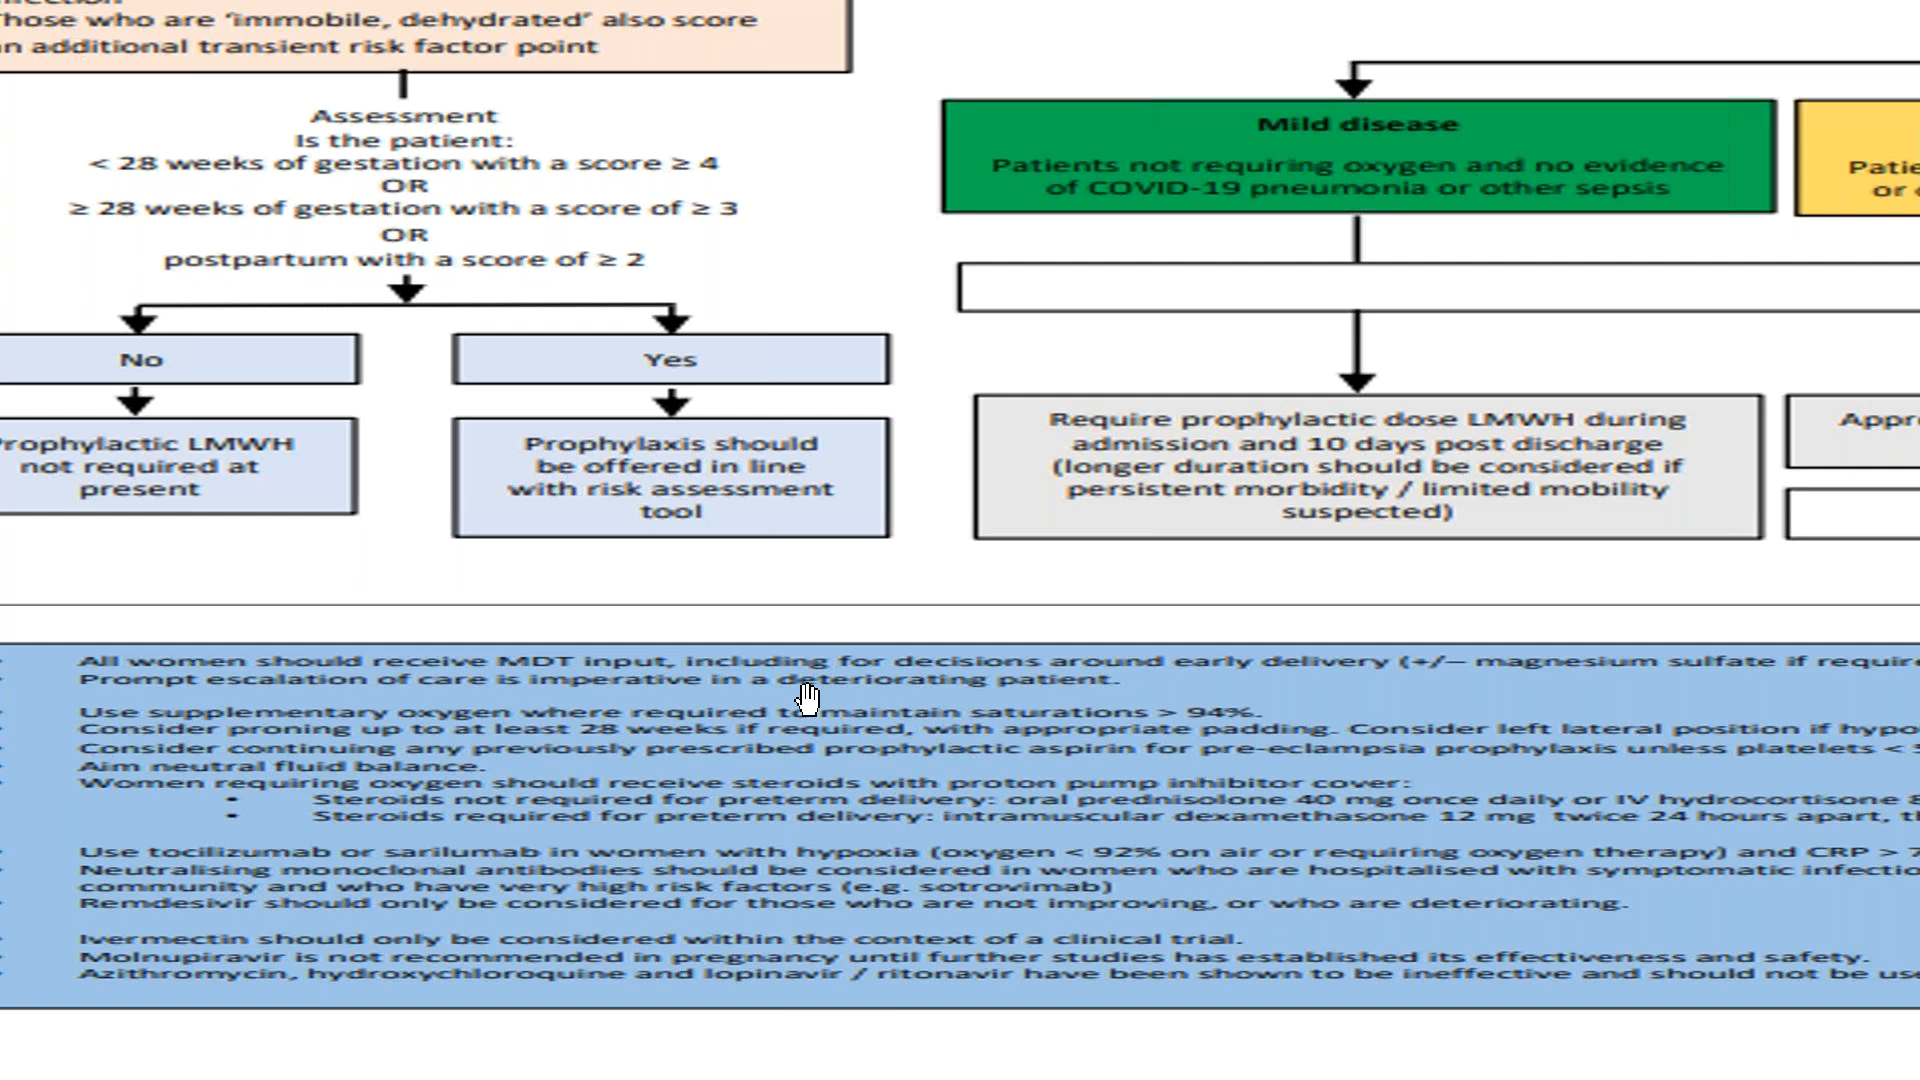 Those who are ‘immobile, dehydrated’ also score
an additional transient risk factor point
Assessment
Is the patient:
< 28 weeks of gestation with a score ≥ 4
OR
≥ 28 weeks of gestation with a score of ≥ 3
OR
postpartum with a score of ≥ 2
No
Yes
Prophylactic LMWH
not required at
present
Prophylaxis should
be offered in line
with risk assessment
tool
Mild disease
Patients not requiring oxygen and no evidence
of COVID-19 pneumonia or other sepsis
Patie
or
Require prophylactic dose LMWH during
admission and 10 days post discharge
(longer duration should be considered if
persistent morbidity / limited mobility
suspected)
Appr
All women should receive MDT input, including for decisions around early delivery (+/– magnesium sulfate if require
Prompt escalation of care is imperative in a deteriorating patient.
Use supplementary oxygen where required to maintain saturations > 94%.
Consider proning up to at least 28 weeks if required, with appropriate padding. Consider left lateral position if hypo
Consider continuing any previously prescribed prophylactic aspirin for pre-eclampsia prophylaxis unless platelets <
Aim neutral fluid balance.
Women requiring oxygen should receive steroids with proton pump inhibitor cover:
• Steroids not required for preterm delivery: oral prednisolone 40 mg once daily or IV hydrocortisone
• Steroids required for preterm delivery: intramuscular dexamethasone 12 mg twice 24 hours apart, th
Use tocilizumab or sarilumab in women with hypoxia (oxygen < 92% on air or requiring oxygen therapy) and CRP > 7
Neutralising monoclonal antibodies should be considered in women who are hospitalised with symptomatic infectio
community and who have very high risk factors (e.g. sotrovimab)
Remdesivir should only be considered for those who are not improving, or who are deteriorating.
Ivermectin should only be considered within the context of a clinical trial.
Molnupiravir is not recommended in pregnancy until further studies has established its effectiveness and safety.
Azithromycin, hydroxychloroquine and lopinavir / ritonavir have been shown to be ineffective and should not be use